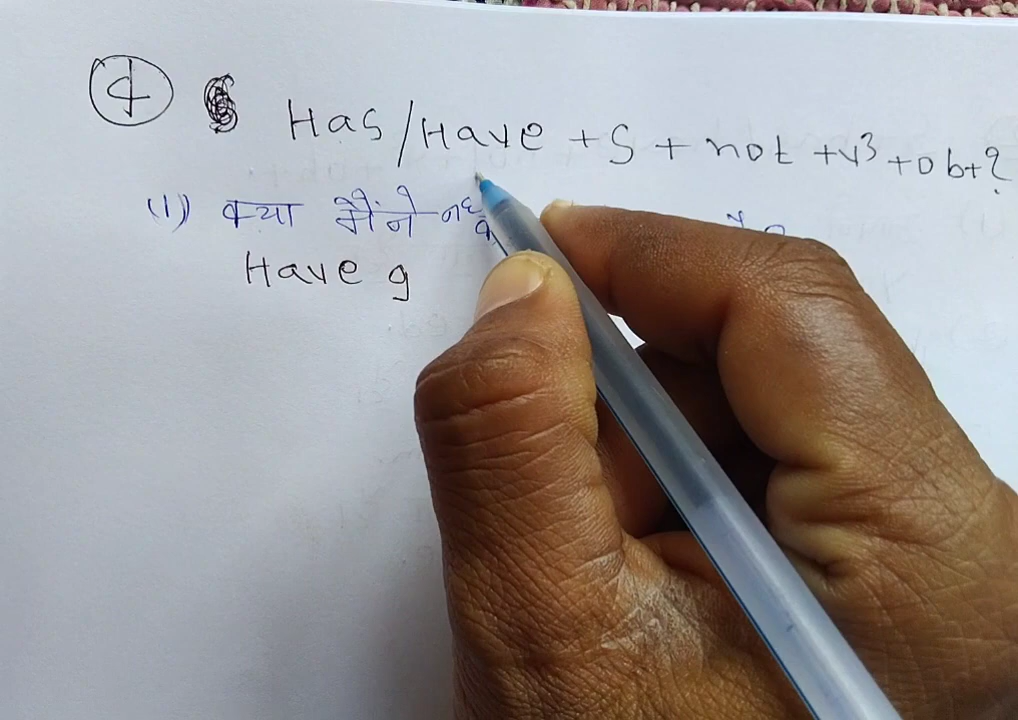 4 Has/Have + S + not + v3 + ob + ?
(1) क्या मैंने
Have g